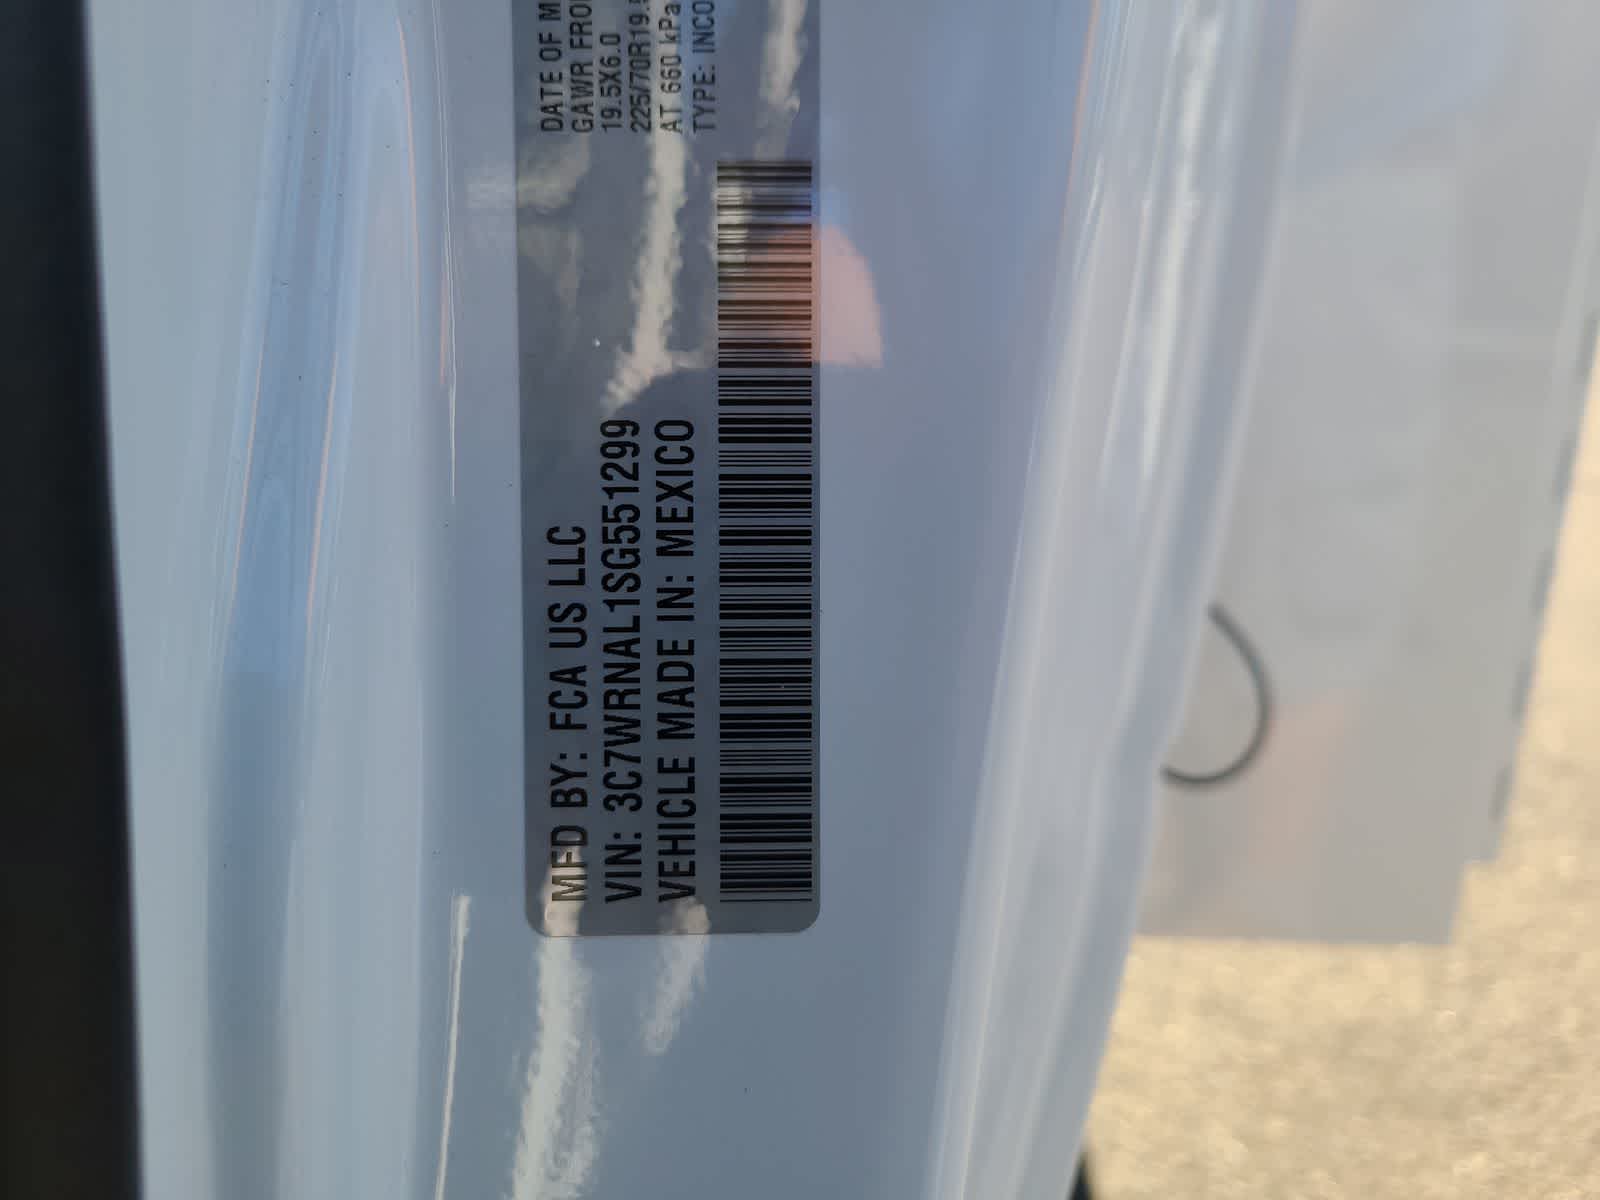 MFD BY: FCA US LLC
VIN: 3C7WRNAL1SG551299
VEHICLE MADE IN: MEXICO
DATE OF M
GAWR FRO
19.5X6.0
225/70R19.5
AT 660 kPa
TYPE: INCO